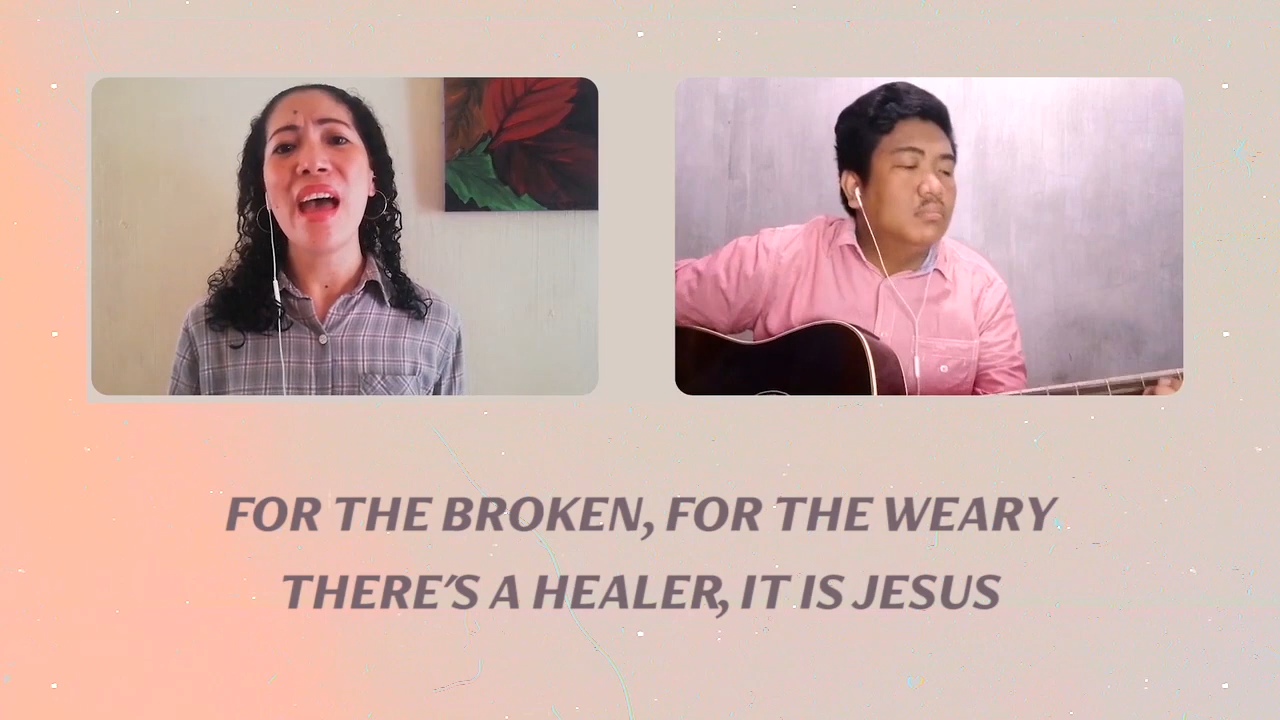 FOR THE BROKEN, FOR THE WEARY
THERE'S A HEALER, IT IS JESUS